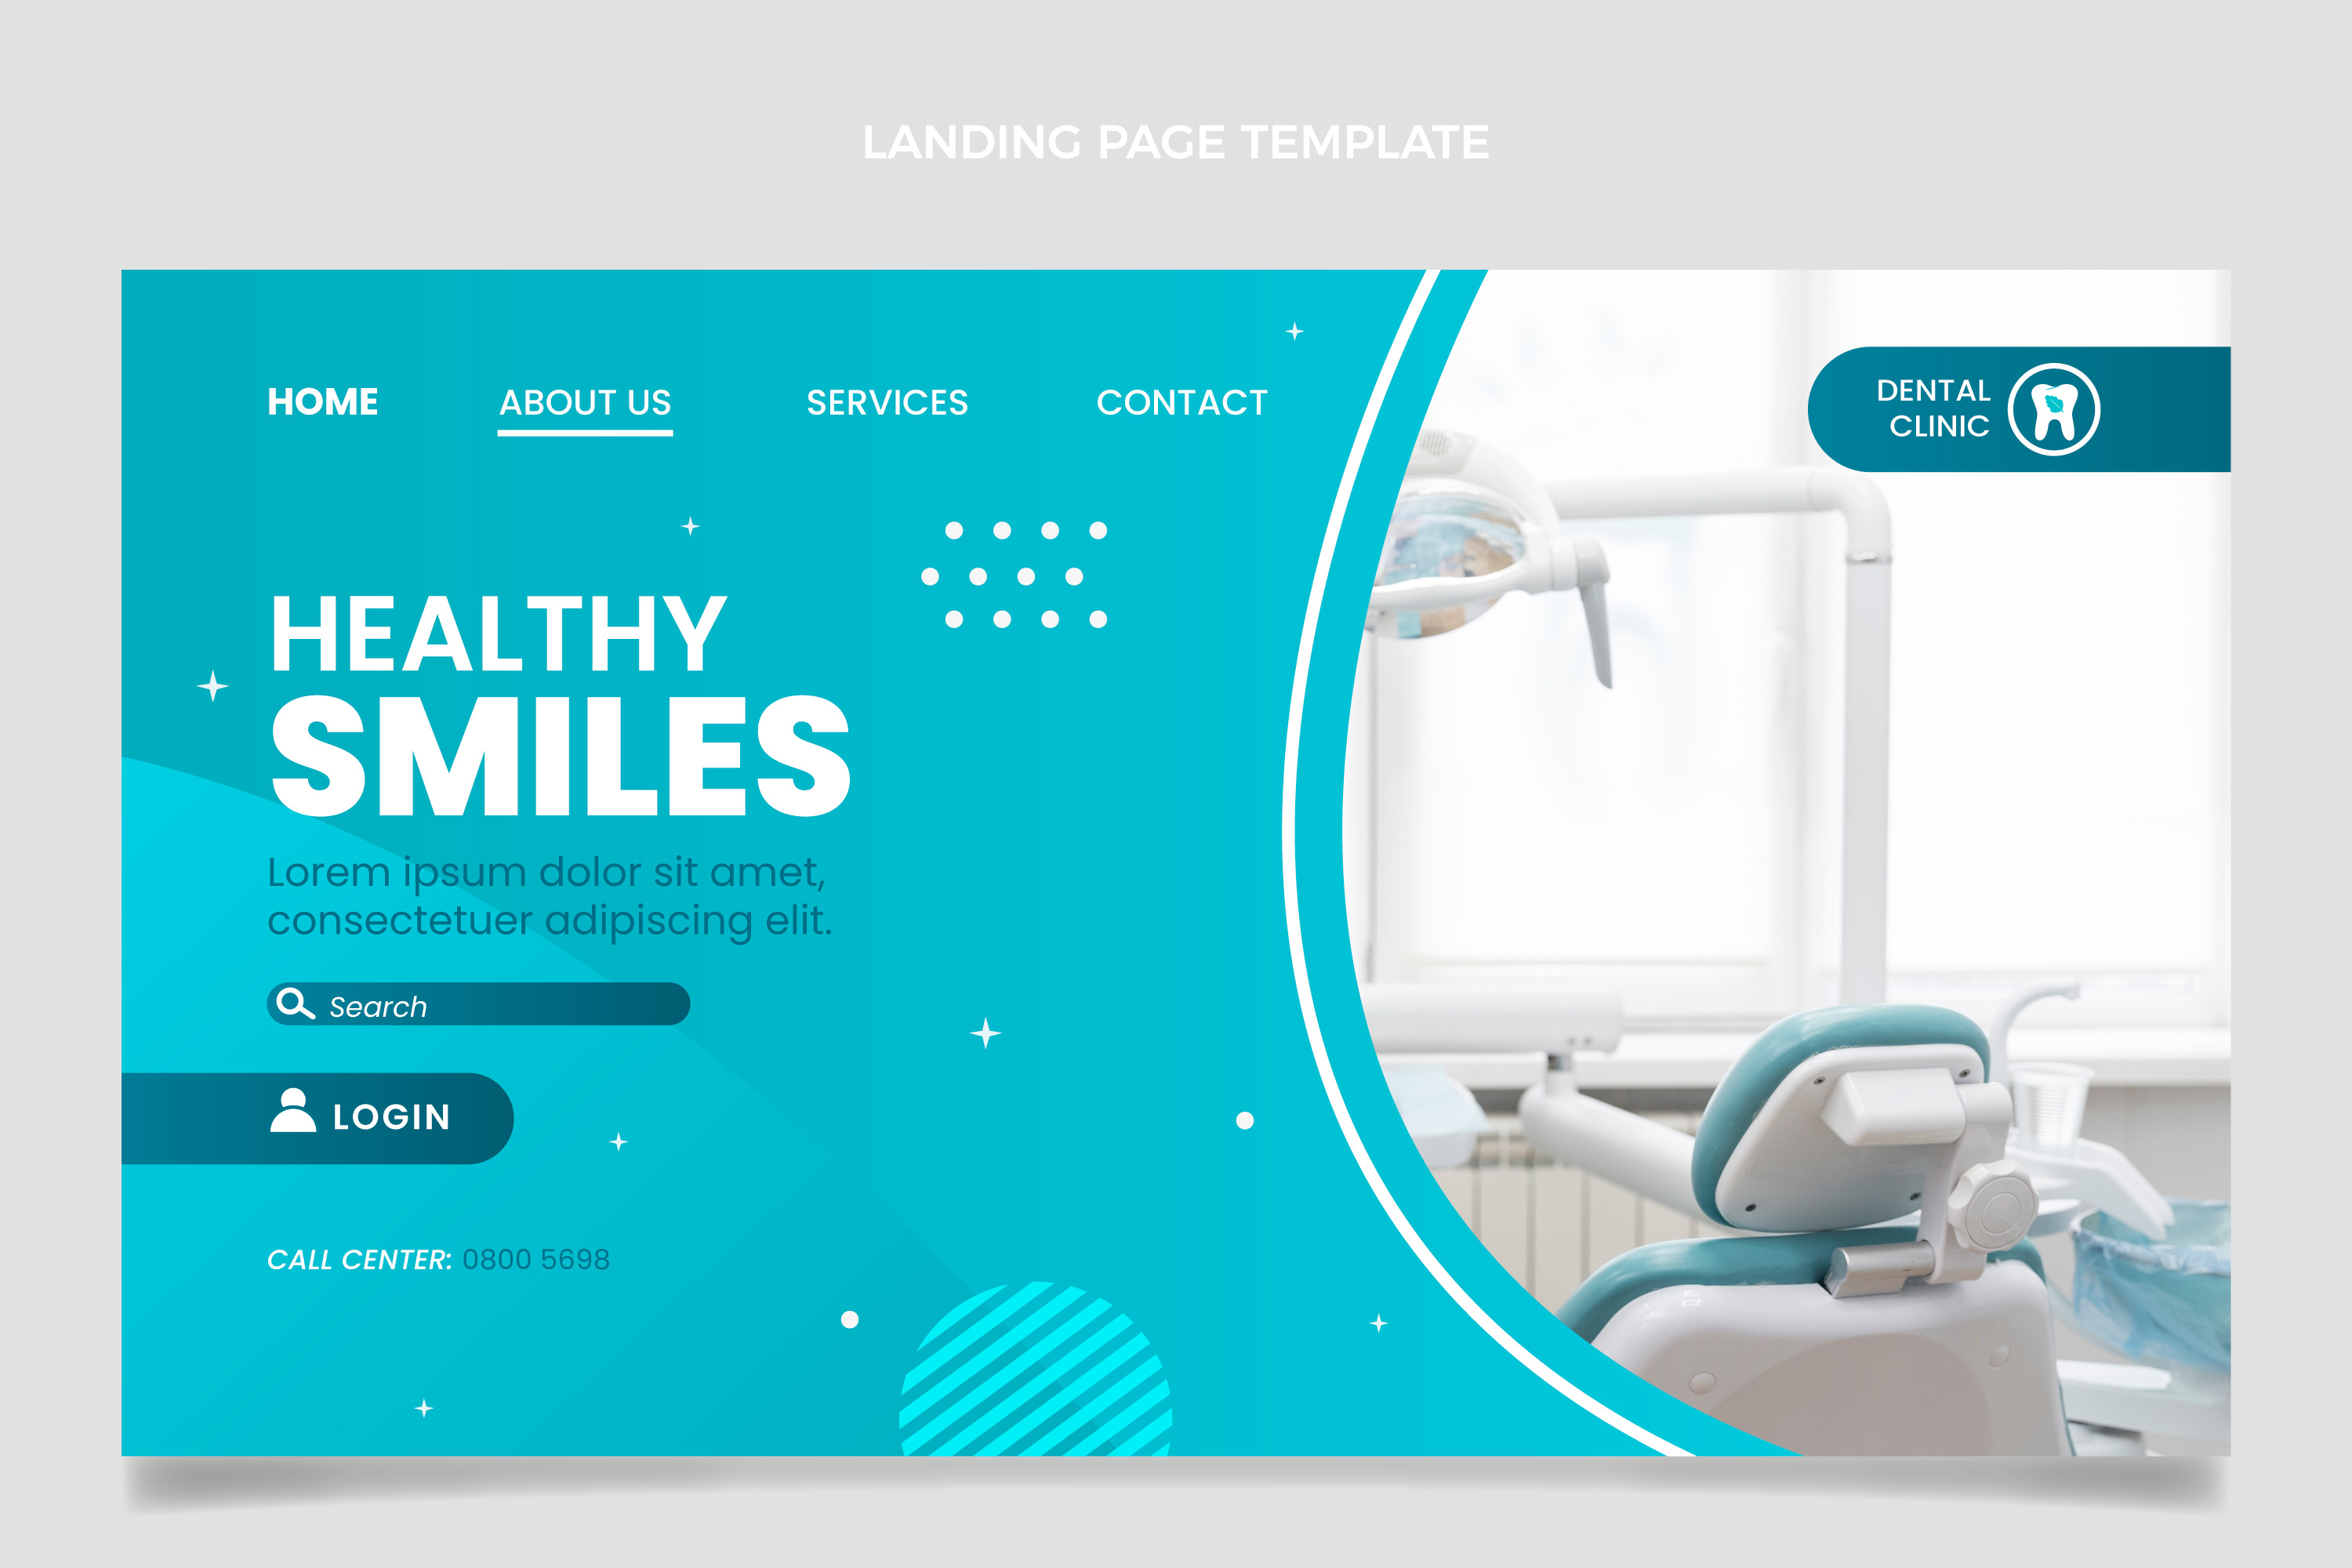 LANDING PAGE TEMPLATE
HOME
ABOUT US
SERVICES
CONTACT
DENTAL
CLINIC
HEALTHY
SMILES
Lorem ipsum dolor sit amet,
consectetuer adipiscing elit.
Search
LOGIN
CALL CENTER: 0800 5698